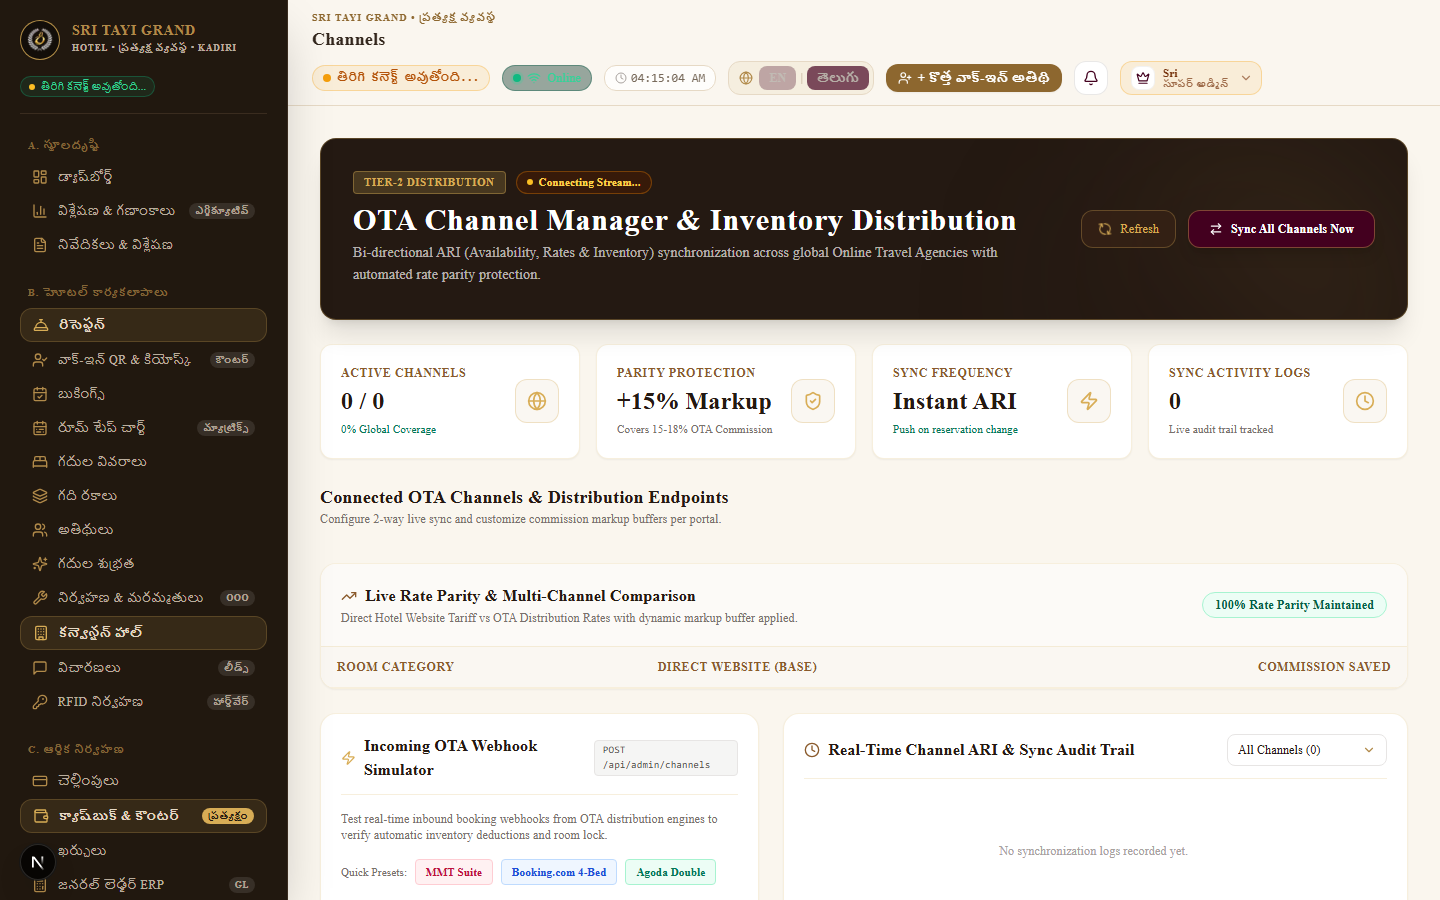 SRI TAYI GRAND
HOTEL • ప్రత్యక్ష వ్యవస్థ • KADIRI
తిరిగి కనెక్ట్ అవుతోంది...
A. స్థూలదృష్టి
డ్యాష్‌బోర్డ్
విశ్లేషణ & గణాంకాలు
ఎగ్జిక్యూటివ్
నివేదికలు & విశ్లేషణ
B. హోటల్ కార్యకలాపాలు
రిసెప్షన్
వాక్-ఇన్ QR & కియోస్క్
కౌంటర్
బుకింగ్స్
రూమ్ టేప్ చార్ట్
మ్యాట్రిక్స్
గదుల వివరాలు
గది రకాలు
అతిథులు
గదుల శుభ్రత
నిర్వహణ & మరమ్మతులు
OOO
కన్వెన్షన్ హాల్
విచారణలు
లీడ్స్
RFID నిర్వహణ
హార్డ్‌వేర్
C. ఆర్థిక నిర్వహణ
చెల్లింపులు
క్యాష్‌బుక్ & కౌంటర్
ప్రత్యక్షం
ఖర్చులు
జనరల్ లెడ్జర్ ERP
GL
SRI TAYI GRAND • ప్రత్యక్ష వ్యవస్థ
Channels
తిరిగి కనెక్ట్ అవుతోంది...
04:15:04 AM
EN
|
తెలుగు
+ కొత్త వాక్-ఇన్ అతిథి
Sri
సూపర్ అడ్మిన్
TIER-2 DISTRIBUTION
Connecting Stream...
OTA Channel Manager & Inventory Distribution
Bi-directional ARI (Availability, Rates & Inventory) synchronization across global Online Travel Agencies with
automated rate parity protection.
Refresh
Sync All Channels Now
ACTIVE CHANNELS
0 / 0
0% Global Coverage
PARITY PROTECTION
+15% Markup
Covers 15-18% OTA Commission
SYNC FREQUENCY
Instant ARI
Push on reservation change
SYNC ACTIVITY LOGS
0
Live audit trail tracked
Connected OTA Channels & Distribution Endpoints
Configure 2-way live sync and customize commission markup buffers per portal.
Live Rate Parity & Multi-Channel Comparison
Direct Hotel Website Tariff vs OTA Distribution Rates with dynamic markup buffer applied.
100% Rate Parity Maintained
ROOM CATEGORY
DIRECT WEBSITE (BASE)
COMMISSION SAVED
Incoming OTA Webhook
Simulator
POST
/api/admin/channels
Test real-time inbound booking webhooks from OTA distribution engines to
verify automatic inventory deductions and room lock.
Quick Presets:
MMT Suite
Booking.com 4-Bed
Agoda Double
Real-Time Channel ARI & Sync Audit Trail
All Channels (0)
No synchronization logs recorded yet.